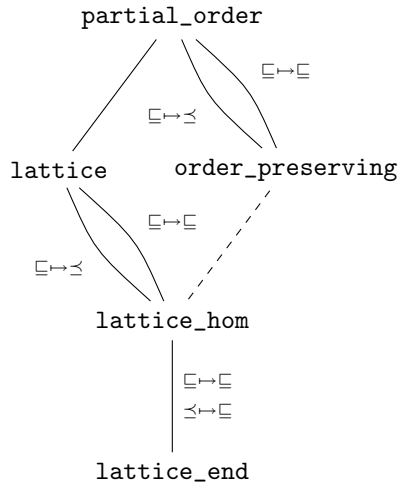 partial_order
⊑↦⊑
⊑↦⪯
lattice order_preserving
⊑↦⊑
⊑↦⪯
lattice_hom
⊑↦⊑
⪯↦⊑
lattice_end